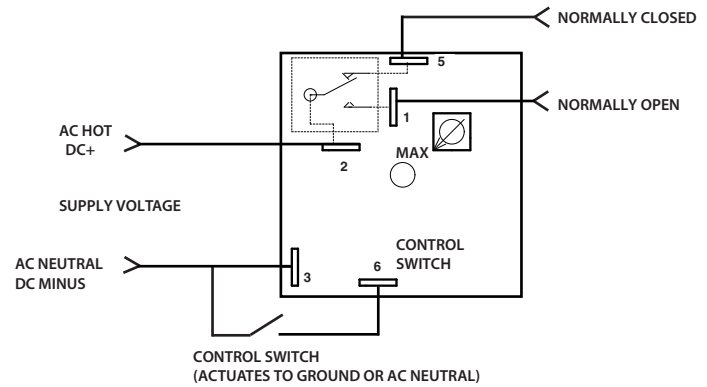 NORMALLY CLOSED
5
NORMALLY OPEN
1
AC HOT
DC+
2
MAX
SUPPLY VOLTAGE
AC NEUTRAL
DC MINUS
3
CONTROL
SWITCH
6
CONTROL SWITCH
(ACTUATES TO GROUND OR AC NEUTRAL)